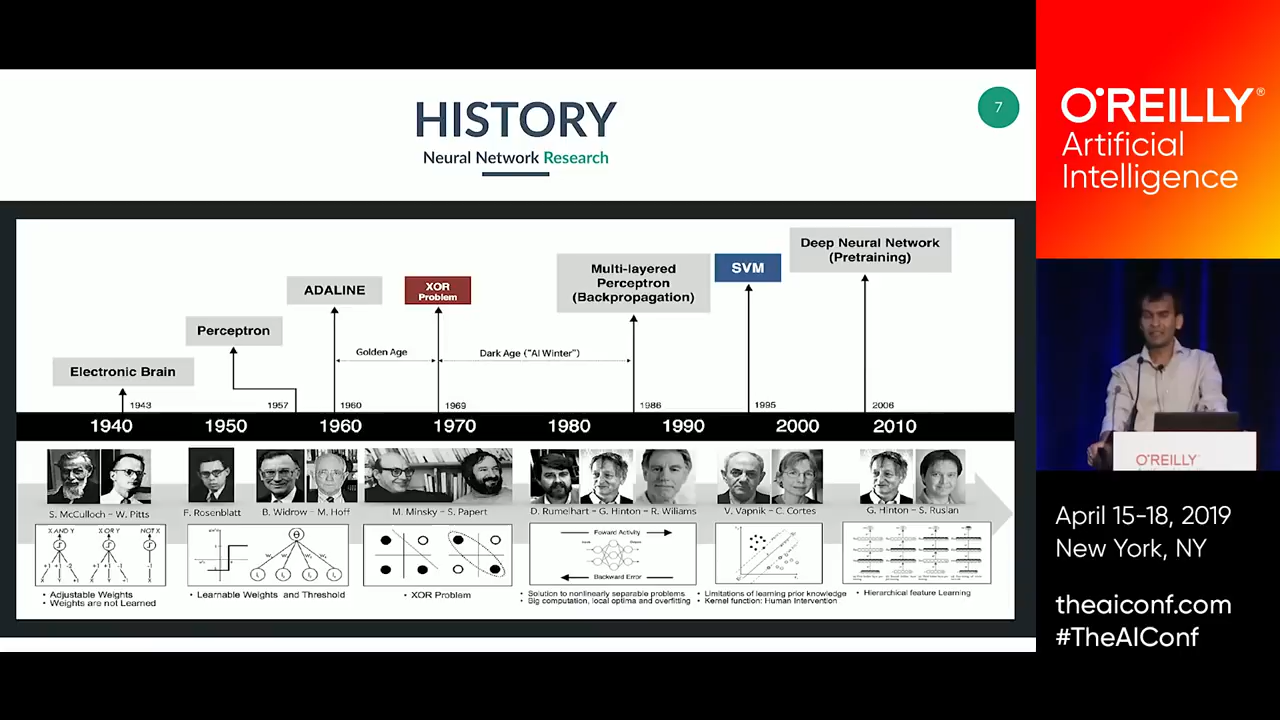 HISTORY
7
Neural Network Research
Deep Neural Network
(Pretraining)
Multi-layered
Perceptron
(Backpropagation)
SVM
ADALINE
XOR
Problem
Perceptron
Golden Age
Dark Age ("AI Winter")
Electronic Brain
1943
1957
1960
1969
1986
1995
2006
1940
1950
1960
1970
1980
1990
2000
2010
S. McCulloch – W. Pitts
F. Rosenblatt
B. Widrow – M. Hoff
M. Minsky – S. Papert
D. Rumelhart – G. Hinton – R. Wiliams
V. Vapnik – C. Cortes
G. Hinton – S. Ruslan
X AND Y
X OR Y
NOT X
Foward Activity
Backward Error
• Adjustable Weights
• Weights are not Learned
• Learnable Weights and Threshold
• XOR Problem
• Solution to nonlinearly separable problems
• Big computation, local optima and overfitting
• Limitations of learning prior knowledge
• Kernel function: Human Intervention
• Hierarchical feature Learning
O'REILLY®
Artificial
Intelligence
O'REILLY
April 15-18, 2019
New York, NY
theaiconf.com
#TheAIConf